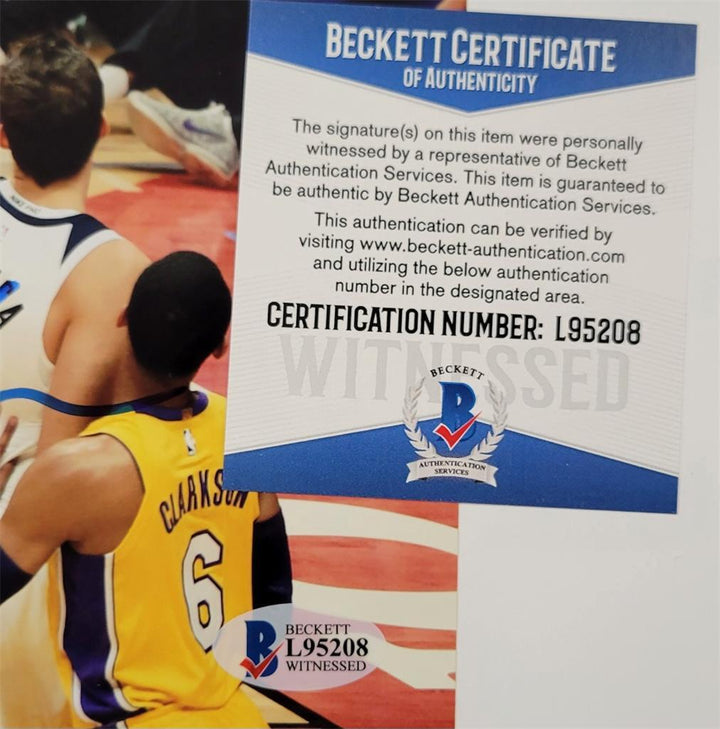 BECKETT CERTIFICATE
OF AUTHENTICITY
The signature(s) on this item were personally
witnessed by a representative of Beckett
Authentication Services. This item is guaranteed to
be authentic by Beckett Authentication Services.
This authentication can be verified by
visiting www.beckett-authentication.com
and utilizing the below authentication
number in the designated area.
CERTIFICATION NUMBER: L95208
WITNESSED
BECKETT
B
AUTHENTICATION
SERVICES
CLARKSON
6
B
BECKETT
L95208
WITNESSED